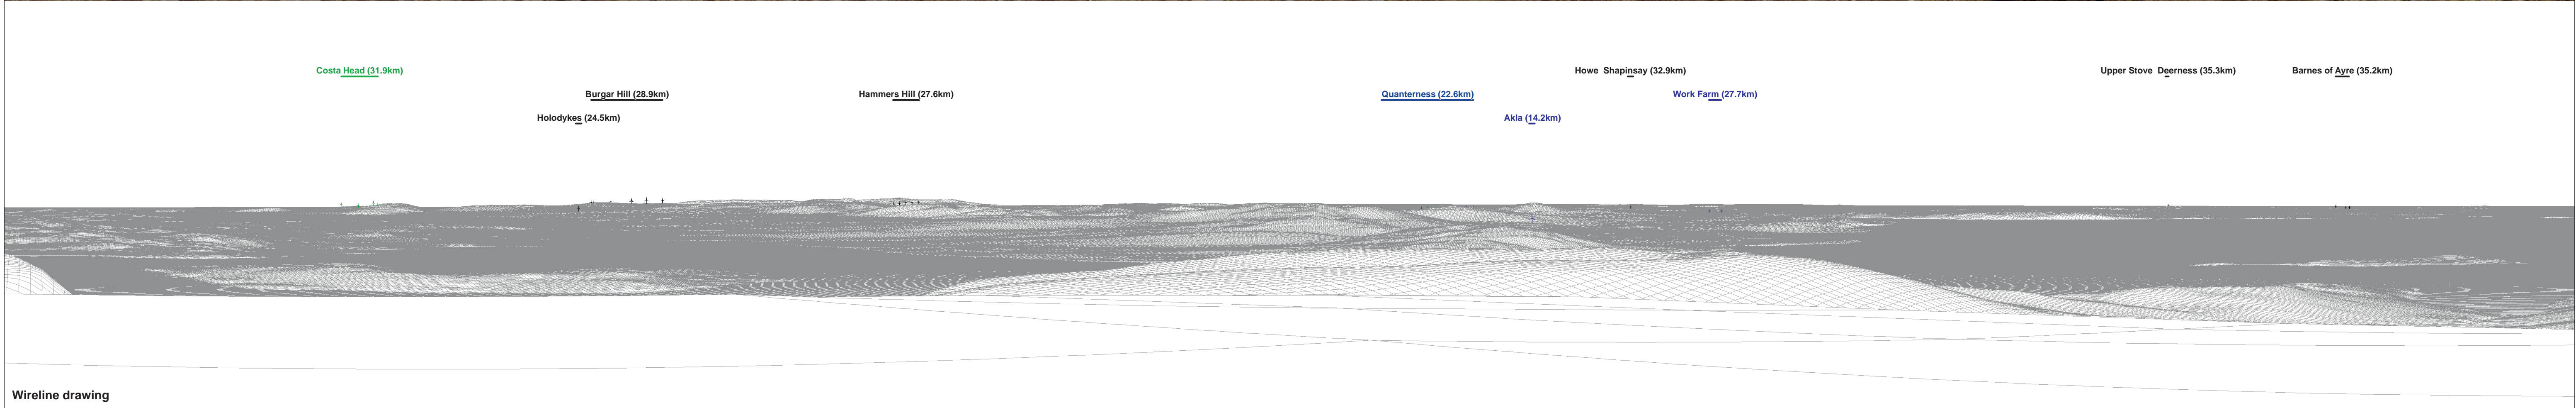 Costa Head (31.9km)
Howe  Shapinsay (32.9km)
Upper Stove  Deerness (35.3km)
Barnes of Ayre (35.2km)
Burgar Hill (28.9km)
Hammers Hill (27.6km)
Quanterness (22.6km)
Work Farm (27.7km)
Holodykes (24.5km)
Akla (14.2km)
Wireline drawing